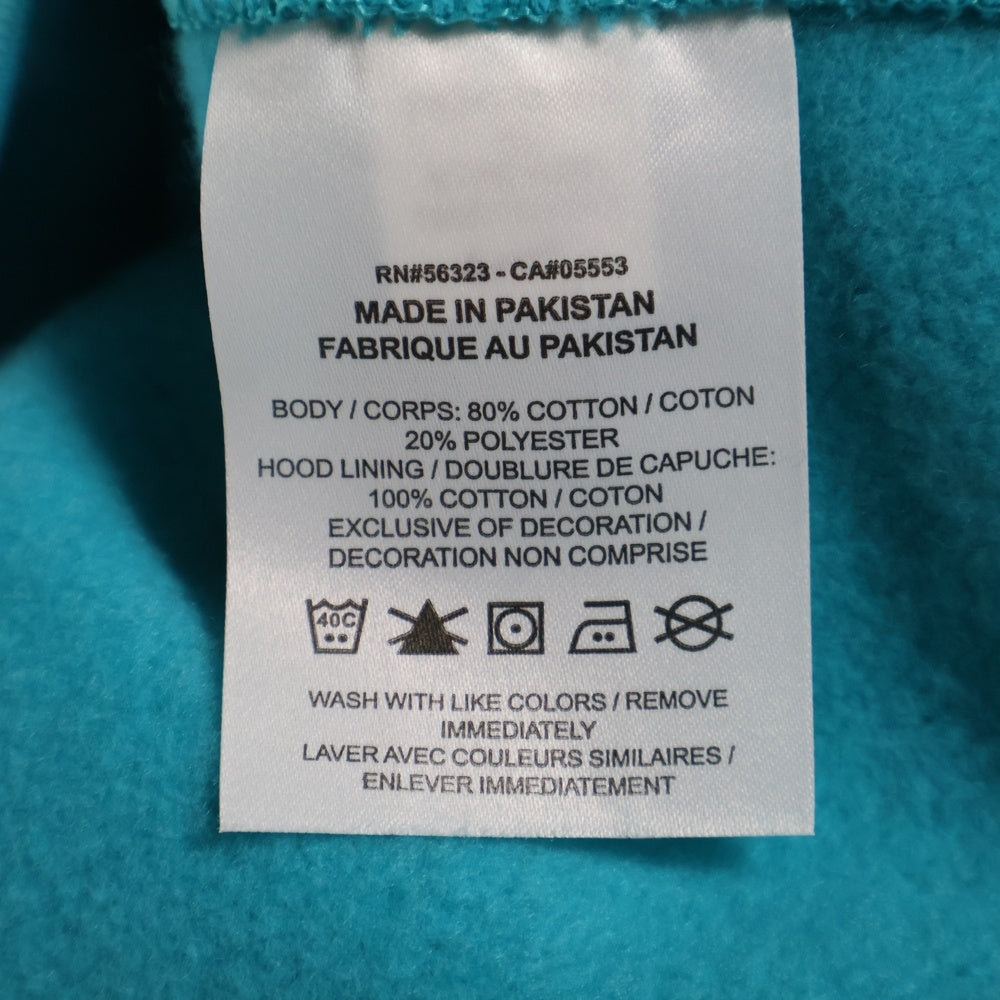 RN#56323 - CA#05553
MADE IN PAKISTAN
FABRIQUE AU PAKISTAN
BODY / CORPS: 80% COTTON / COTON
20% POLYESTER
HOOD LINING / DOUBLURE DE CAPUCHE:
100% COTTON / COTON
EXCLUSIVE OF DECORATION /
DECORATION NON COMPRISE
40C
WASH WITH LIKE COLORS / REMOVE
IMMEDIATELY
LAVER AVEC COULEURS SIMILAIRES /
ENLEVER IMMEDIATEMENT